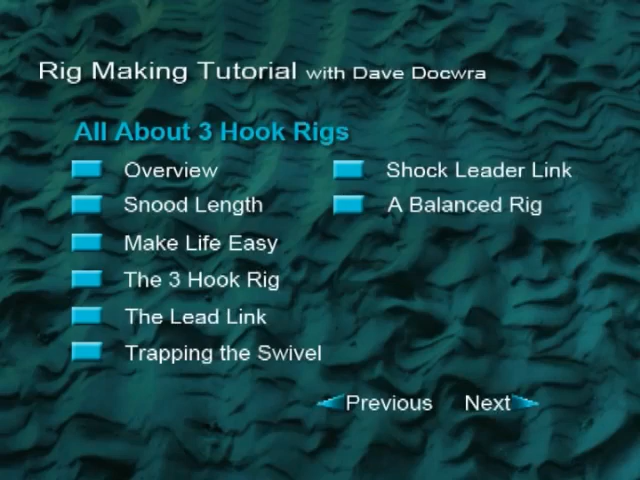 Rig Making Tutorial with Dave Docwra
All About 3 Hook Rigs
Overview
Snood Length
Make Life Easy
The 3 Hook Rig
The Lead Link
Trapping the Swivel
Shock Leader Link
A Balanced Rig
Previous
Next